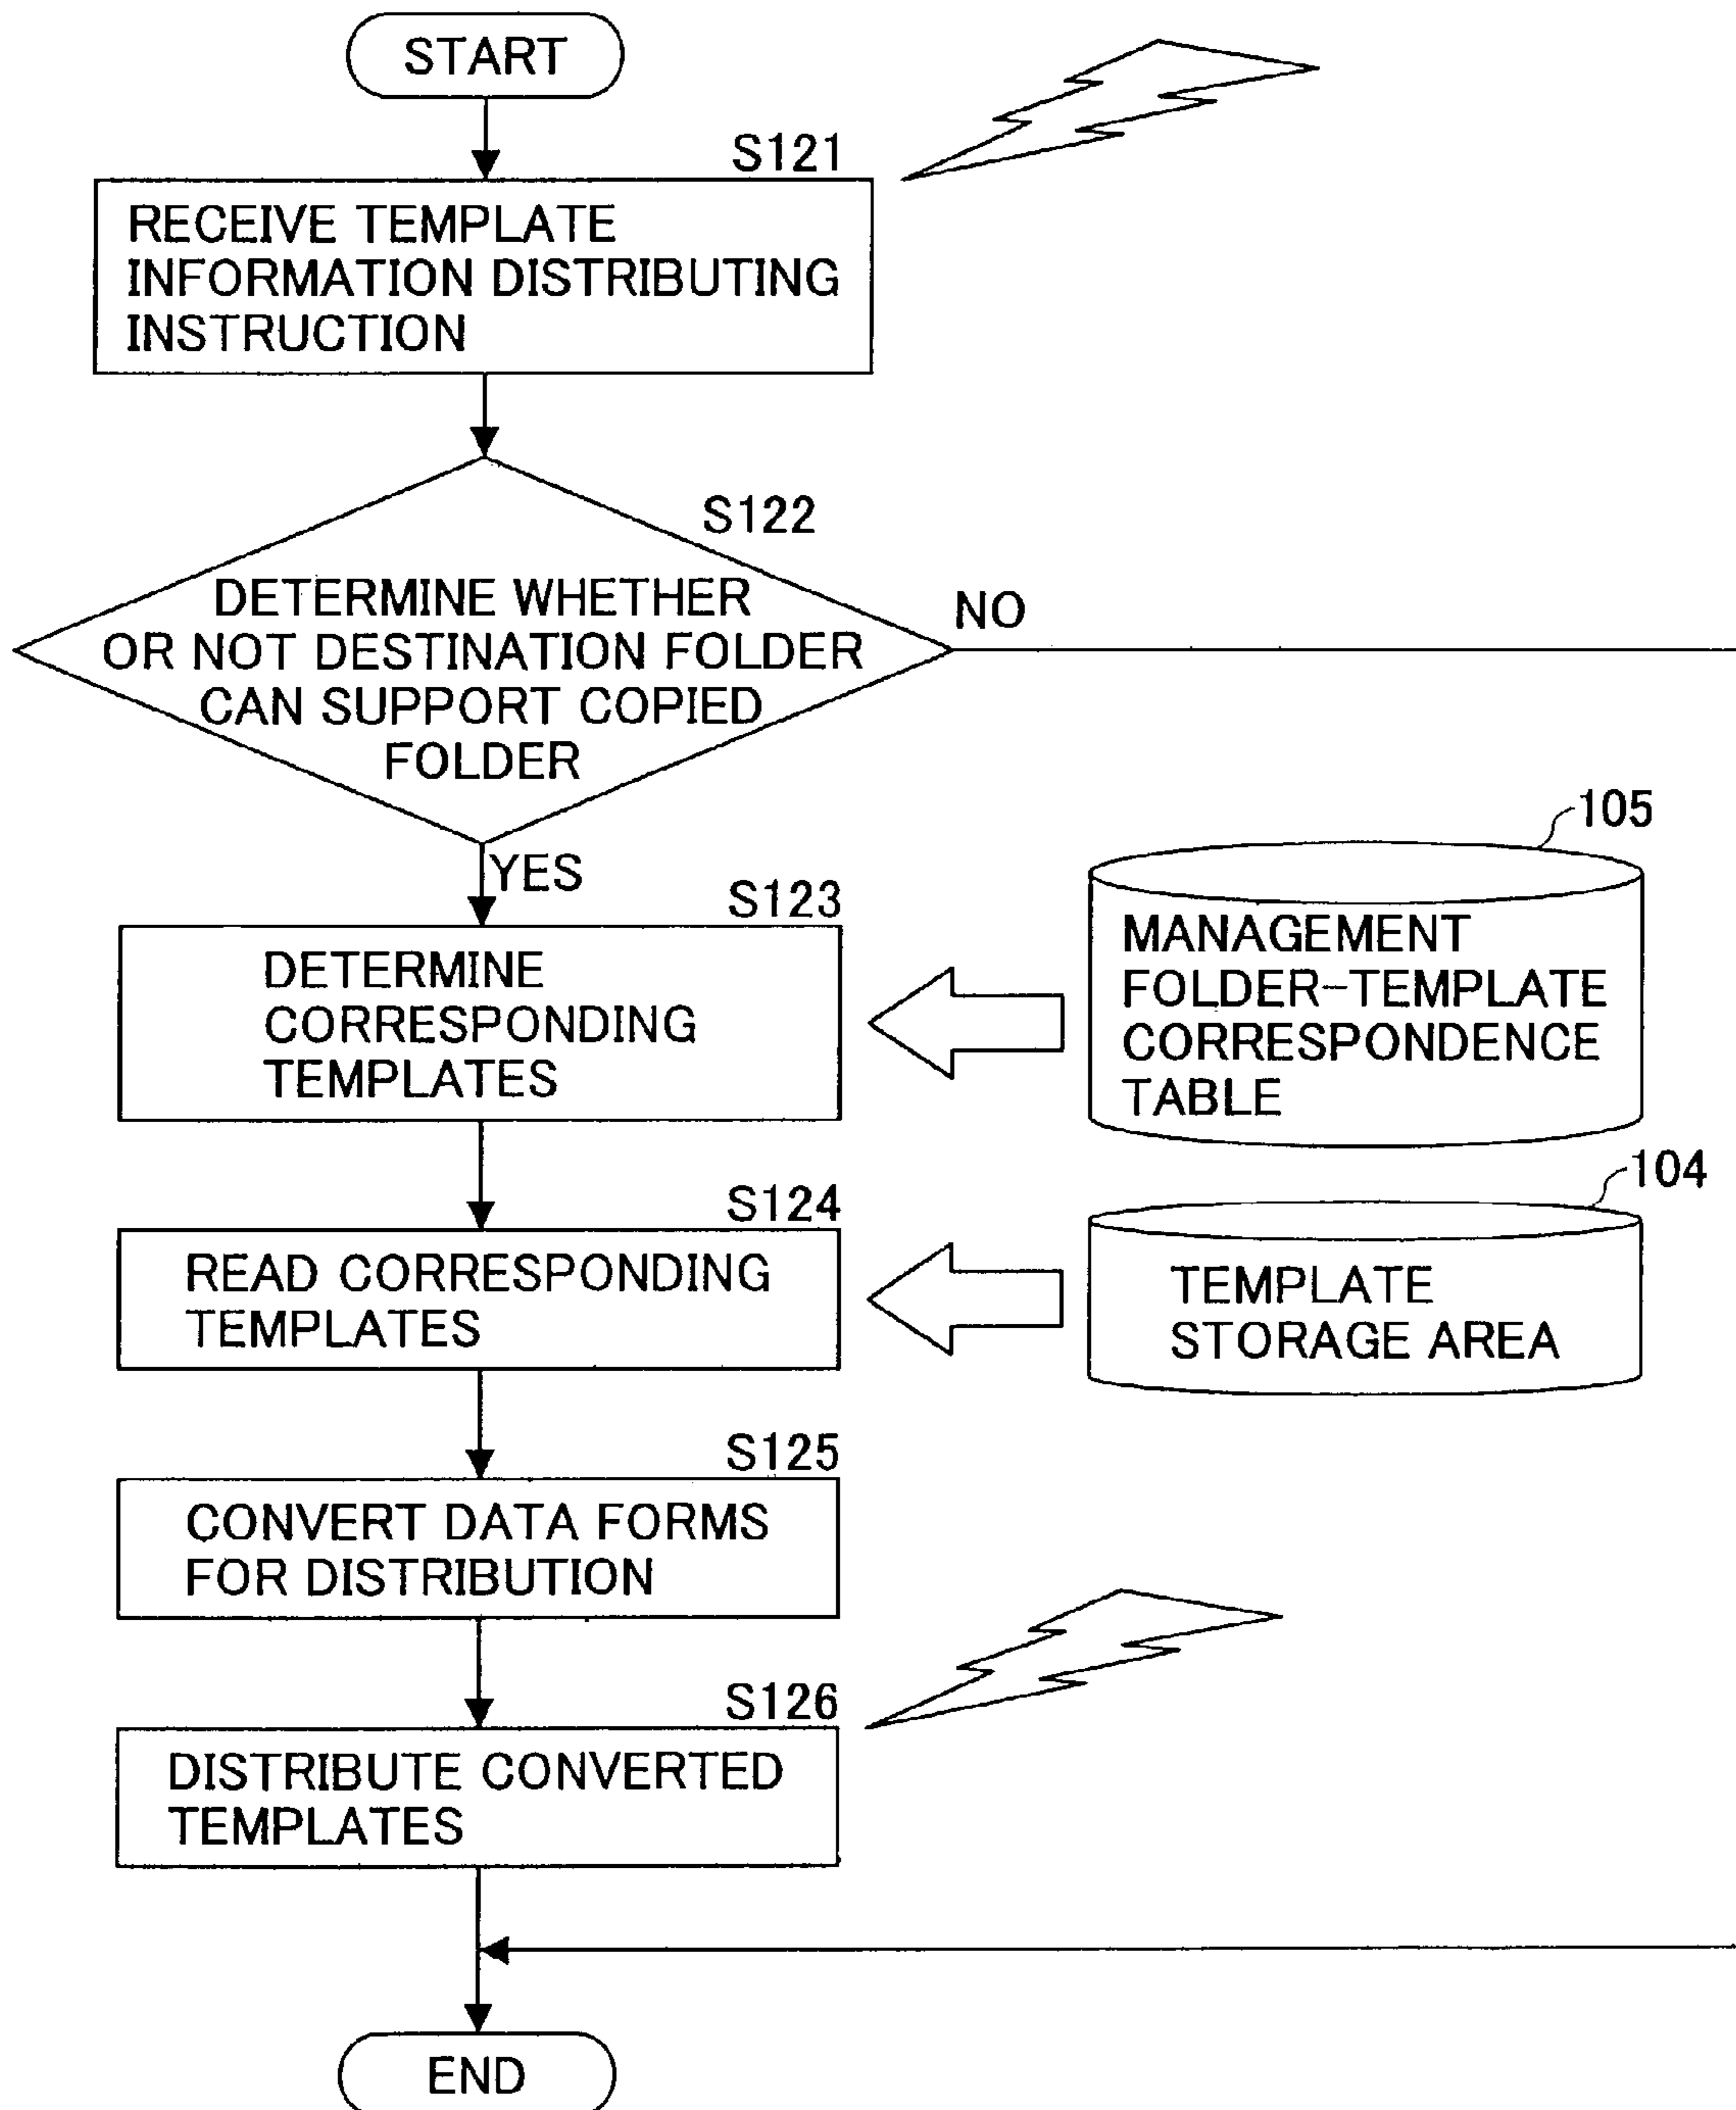 START
S121
RECEIVE TEMPLATE
INFORMATION DISTRIBUTING
INSTRUCTION
S122
DETERMINE WHETHER
OR NOT DESTINATION FOLDER
CAN SUPPORT COPIED
FOLDER
NO
YES
S123
DETERMINE
CORRESPONDING
TEMPLATES
105
MANAGEMENT
FOLDER-TEMPLATE
CORRESPONDENCE
TABLE
S124
READ CORRESPONDING
TEMPLATES
104
TEMPLATE
STORAGE AREA
S125
CONVERT DATA FORMS
FOR DISTRIBUTION
S126
DISTRIBUTE CONVERTED
TEMPLATES
END